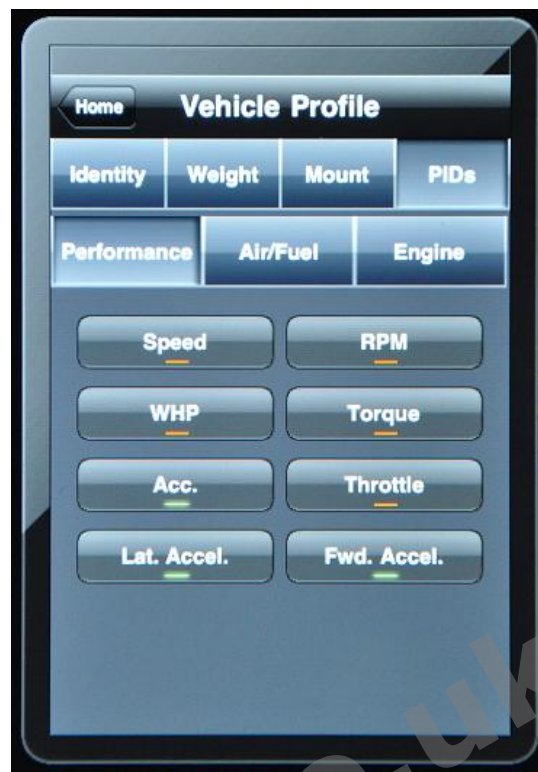 Home
Vehicle Profile
Identity Weight Mount PIDs
Performance Air/Fuel Engine
Speed RPM
WHP Torque
Acc. Throttle
Lat. Accel. Fwd. Accel.
.uk